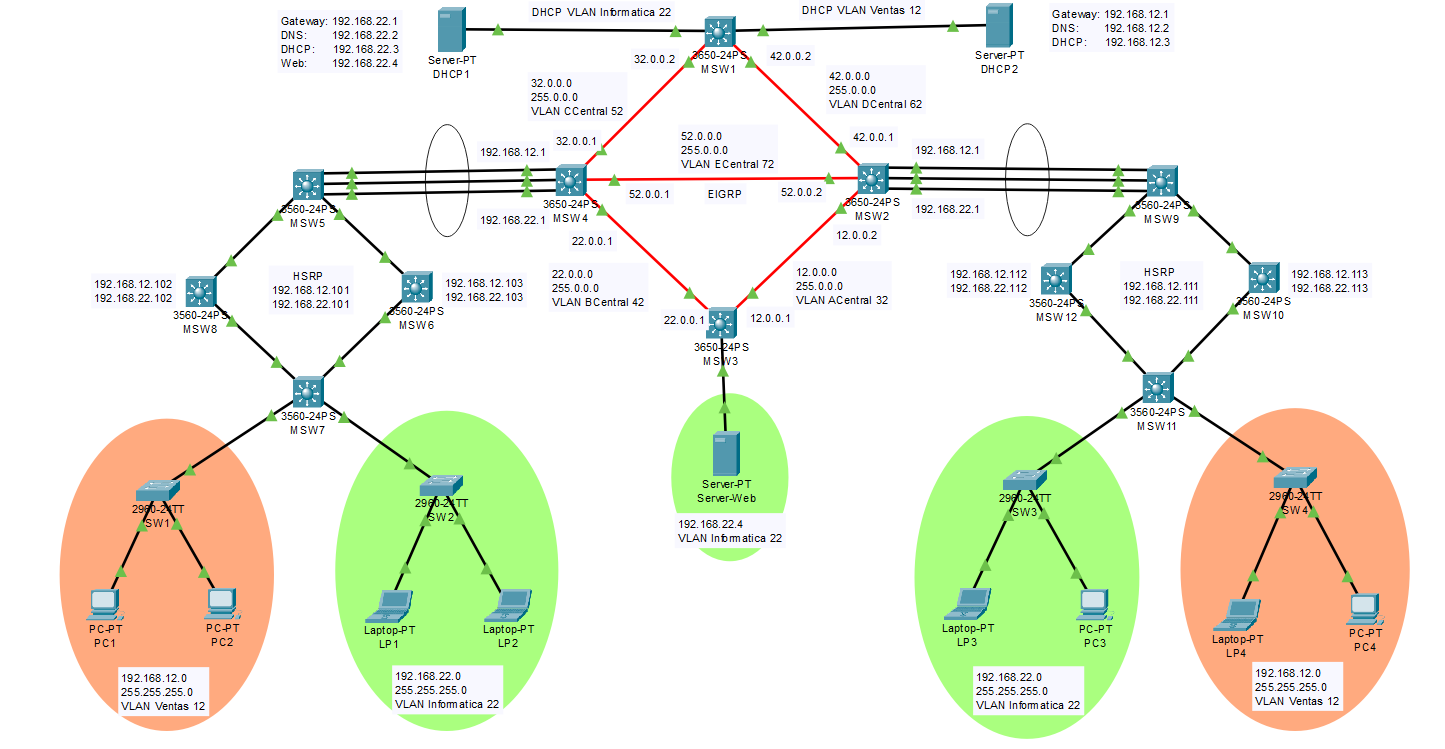 DHCP VLAN Informatica 22
DHCP VLAN Ventas 12
Gateway: 192.168.22.1
DNS: 192.168.22.2
DHCP: 192.168.22.3
Web: 192.168.22.4
Server-PT
DHCP1
3650-24PS
MSW1
Server-PT
DHCP2
Gateway: 192.168.12.1
DNS: 192.168.12.2
DHCP: 192.168.12.3
32.0.0.2
42.0.0.2
32.0.0.0
255.0.0.0
VLAN CCentral 52
42.0.0.0
255.0.0.0
VLAN DCentral 62
32.0.0.1
52.0.0.0
255.0.0.0
VLAN ECentral 72
42.0.0.1
192.168.12.1
192.168.12.1
3560-24PS
MSW5
192.168.22.1
3650-24PS
MSW4
52.0.0.1
EIGRP
52.0.0.2
3650-24PS
MSW2
192.168.22.1
3560-24PS
MSW9
22.0.0.1
12.0.0.2
192.168.12.102
192.168.22.102
HSRP
192.168.12.101
192.168.22.101
192.168.12.103
192.168.22.103
22.0.0.0
255.0.0.0
VLAN BCentral 42
12.0.0.0
255.0.0.0
VLAN ACentral 32
192.168.12.112
192.168.22.112
HSRP
192.168.12.111
192.168.22.111
192.168.12.113
192.168.22.113
3560-24PS
MSW8
3560-24PS
MSW6
22.0.0.1
12.0.0.1
3650-24PS
MSW3
3560-24PS
MSW12
3560-24PS
MSW10
3560-24PS
MSW7
3560-24PS
MSW11
2960-24TT
SW1
2960-24TT
SW2
Server-PT
Server-Web
192.168.22.4
VLAN Informatica 22
2960-24TT
SW3
2960-24TT
SW4
PC-PT
PC1
PC-PT
PC2
Laptop-PT
LP1
Laptop-PT
LP2
Laptop-PT
LP3
PC-PT
PC3
Laptop-PT
LP4
PC-PT
PC4
192.168.12.0
255.255.255.0
VLAN Ventas 12
192.168.22.0
255.255.255.0
VLAN Informatica 22
192.168.22.0
255.255.255.0
VLAN Informatica 22
192.168.12.0
255.255.255.0
VLAN Ventas 12